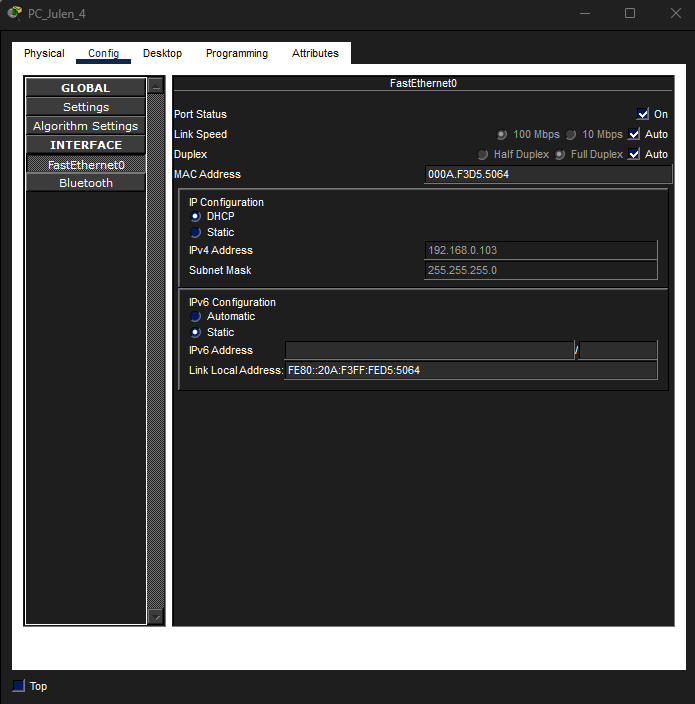 PC_Julen_4
Physical Config Desktop Programming Attributes
GLOBAL
Settings
Algorithm Settings
INTERFACE
FastEthernet0
Bluetooth
FastEthernet0
Port Status On
Link Speed 100 Mbps 10 Mbps Auto
Duplex Half Duplex Full Duplex Auto
MAC Address 000A.F3D5.5064
IP Configuration
DHCP
Static
IPv4 Address 192.168.0.103
Subnet Mask 255.255.255.0
IPv6 Configuration
Automatic
Static
IPv6 Address /
Link Local Address: FE80::20A:F3FF:FED5:5064
Top